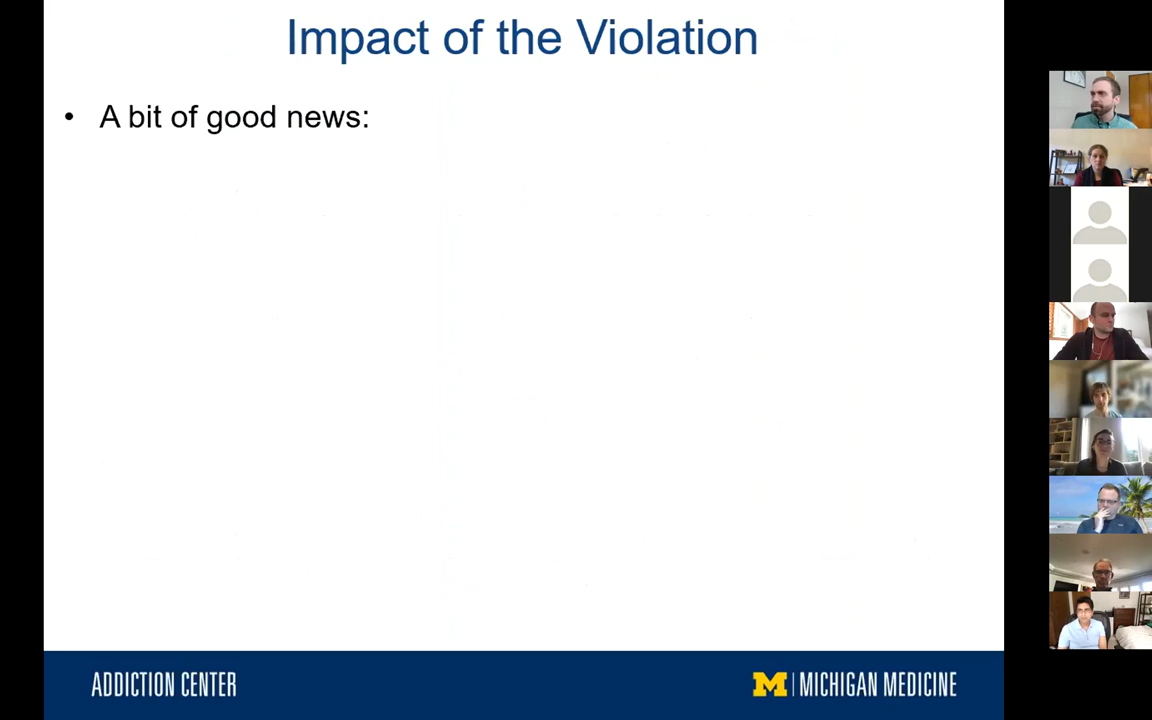 Impact of the Violation
• A bit of good news:
ADDICTION CENTER
M | MICHIGAN MEDICINE